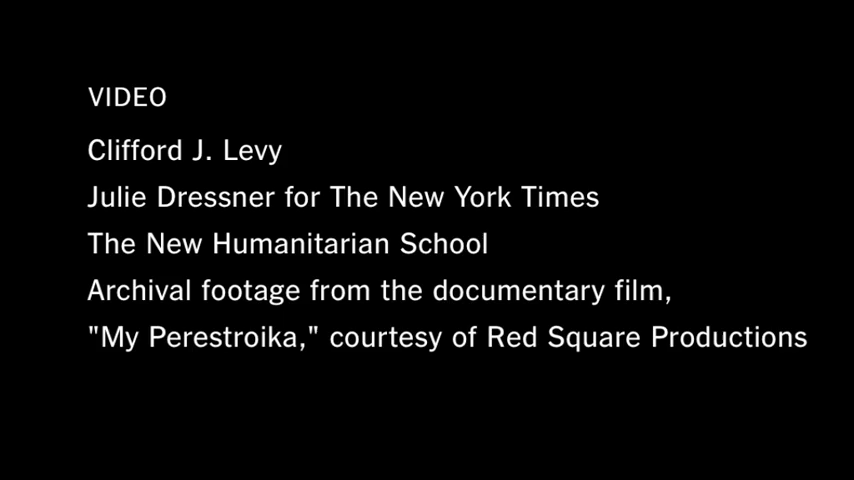 VIDEO
Clifford J. Levy
Julie Dressner for The New York Times
The New Humanitarian School
Archival footage from the documentary film,
"My Perestroika," courtesy of Red Square Productions